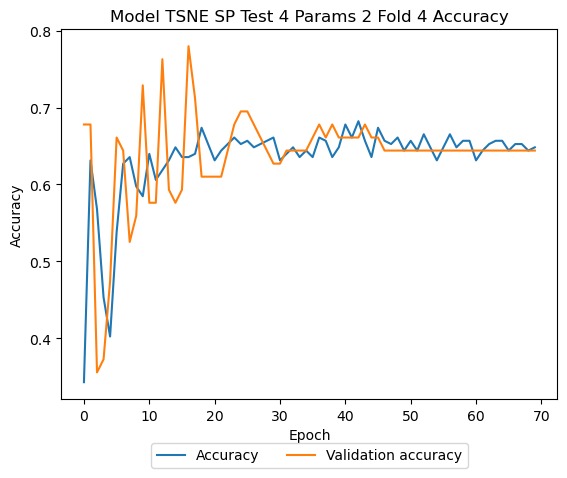 Model TSNE SP Test 4 Params 2 Fold 4 Accuracy
0.8
0.7
0.6
0.5
0.4
Accuracy
0 10 20 30 40 50 60 70
Epoch
Accuracy Validation accuracy